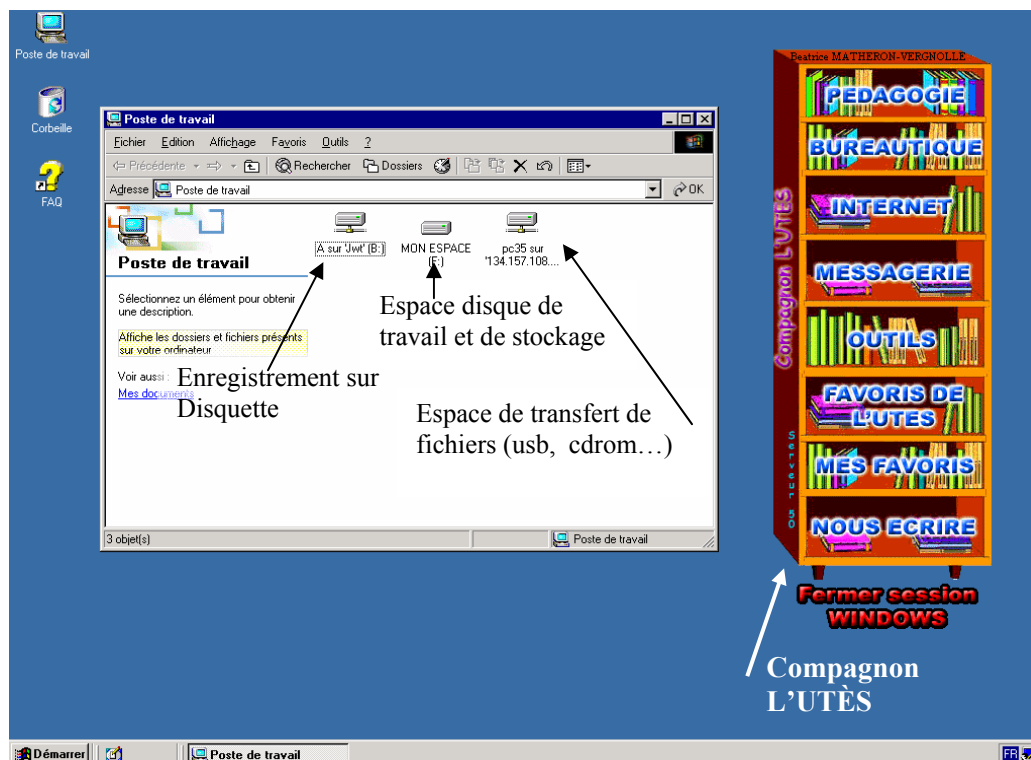 Poste de travail
Corbeille
FAQ
Poste de travail
Fichier Edition Affichage Favoris Outils ?
Précédente Rechercher Dossiers
Adresse Poste de travail OK
Poste de travail
Sélectionnez un élément pour obtenir
une description.
Affiche les dossiers et fichiers présents
sur votre ordinateur
Voir aussi :
Mes documents
A sur 'Jwt' (B:)
MON ESPACE
(F:)
pc35 sur
'134.157.108....
Espace disque de
travail et de stockage
Enregistrement sur
Disquette
Espace de transfert de
fichiers (usb, cdrom…)
3 objet(s) Poste de travail
Beatrice MATHERON-VERGNOLLE
PEDAGOGIE
BUREAUTIQUE
INTERNET
MESSAGERIE
OUTILS
FAVORIS DE
L'UTES
MES FAVORIS
NOUS ECRIRE
Compagnon L'UTES
Serveur 50
Fermer session
WINDOWS
Compagnon
L'UTÈS
Démarrer Poste de travail FR